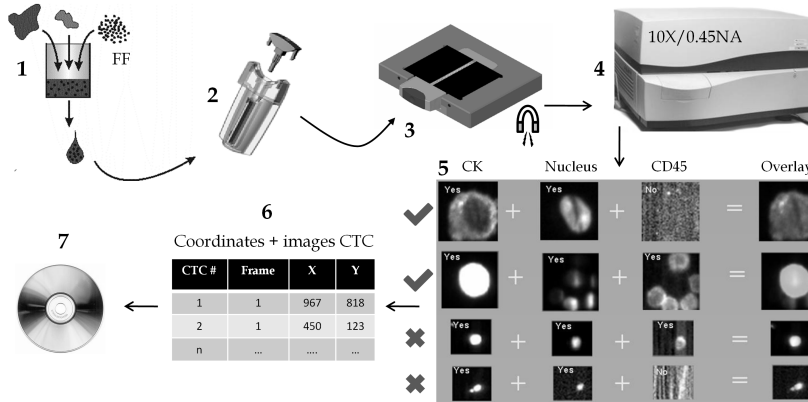 1
FF
2
3
10X/0.45NA
4
5 CK Nucleus CD45 Overlay
Yes Yes No
Yes Yes Yes
Yes Yes Yes
Yes Yes No
6
Coordinates + images CTC
CTC # Frame X Y
1 1 967 818
2 1 450 123
n ... .... ...
7